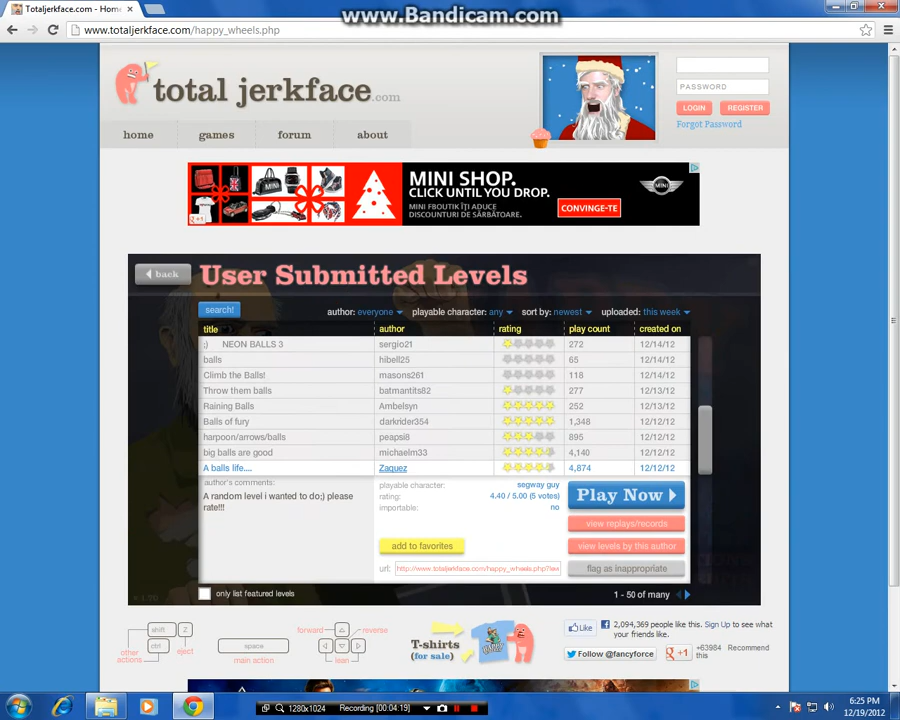 www.Bandicam.com
Totaljerkface.com - Hom
www.totaljerkface.com/happy_wheels.php
total jerkface.com
PASSWORD
LOGIN REGISTER
Forgot Password
home games forum about
MINI SHOP.
CLICK UNTIL YOU DROP.
MINI FBOUTIK ÎȚI ADUCE
DISCOUNTURI DE SĂRBĂTOARE.
CONVINGE-TE
MINI
g +1
back
User Submitted Levels
search!
author: everyone playable character: any sort by: newest uploaded: this week
title author rating play count created on
;) NEON BALLS 3 sergio21 272 12/14/12
balls hibell25 65 12/14/12
Climb the Balls! masons261 118 12/14/12
Throw them balls batmantits82 277 12/13/12
Raining Balls Ambelsyn 252 12/13/12
Balls of fury darkrider354 1,348 12/12/12
harpoon/arrows/balls peapsi8 895 12/12/12
big balls are good michaelm33 4,140 12/12/12
A balls life.... Zaquez 4,874 12/12/12
author's comments:
A random level i wanted to do;) please
rate!!!
playable character: segway guy
rating: 4.40 / 5.00 (5 votes)
importable: no
Play Now
view replays/records
add to favorites
view levels by this author
url: http://www.totaljerkface.com/happy_wheels.php?lev
flag as inappropriate
only list featured levels
1 - 50 of many
shift Z
ctrl eject
other
actions
space
main action
forward reverse
lean
T-shirts
(for sale)
Like
2,094,369 people like this. Sign Up to see
what your friends like.
Follow @fancyforce
g +1 +63984 Recommend
this
1280x1024 Recording [00:04:19]
6:25 PM
12/19/2012